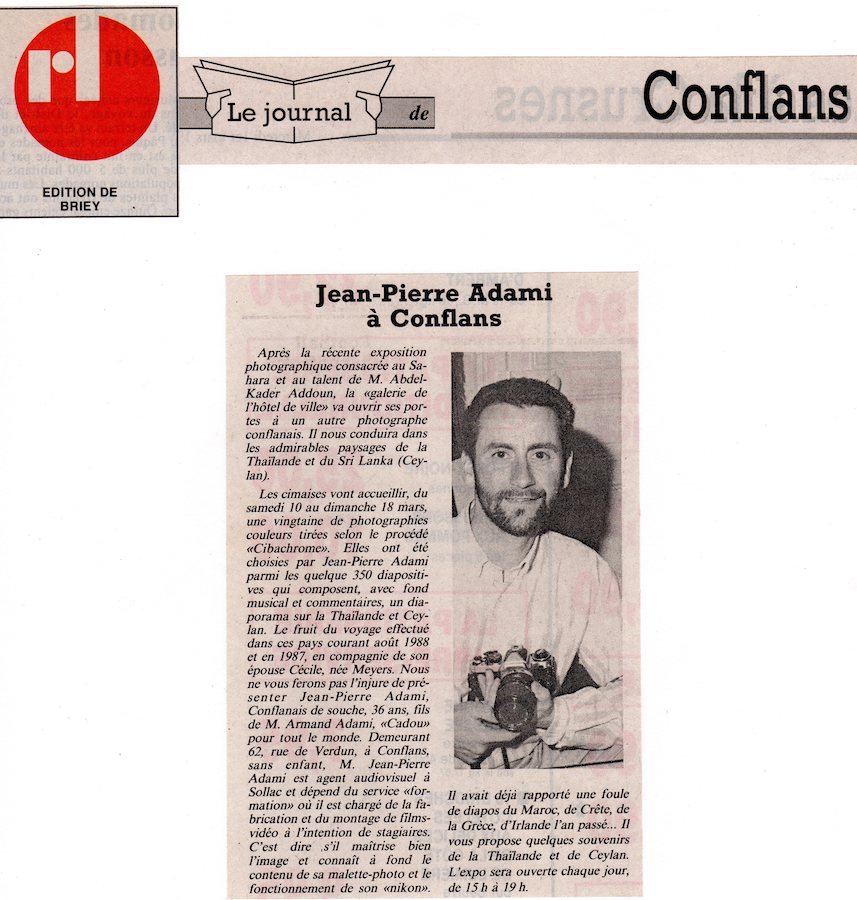 rl
EDITION DE
BRIEY
Le journal
de
Conflans
Jean-Pierre Adami
à Conflans
Après la récente exposition
photographique consacrée au Sa-
hara et au talent de M. Abdel-
Kader Addoun, la «galerie de
l'hôtel de ville» va ouvrir ses por-
tes à un autre photographe
conflanais. Il nous conduira dans
les admirables paysages de la
Thaïlande et du Sri Lanka (Cey-
lan).
Les cimaises vont accueillir, du
samedi 10 au dimanche 18 mars,
une vingtaine de photographies
couleurs tirées selon le procédé
«Cibachrome». Elles ont été
choisies par Jean-Pierre Adami
parmi les quelque 350 diapositi-
ves qui composent, avec fond
musical et commentaires, un dia-
porama sur la Thaïlande et Cey-
lan. Le fruit du voyage effectué
dans ces pays courant août 1988
et en 1987, en compagnie de son
épouse Cécile, née Meyers. Nous
ne vous ferons pas l'injure de pré-
senter Jean-Pierre Adami,
Conflanais de souche, 36 ans, fils
de M. Armand Adami, «Cadou»
pour tout le monde. Demeurant
62, rue de Verdun, à Conflans,
sans enfant, M. Jean-Pierre
Adami est agent audiovisuel à
Sollac et dépend du service «for-
mation» où il est chargé de la fa-
brication et du montage de films-
vidéo à l'intention de stagiaires.
C'est dire s'il maîtrise bien
l'image et connaît à fond le
contenu de sa malette-photo et le
fonctionnement de son «nikon».
Il avait déjà rapporté une foule
de diapos du Maroc, de Crête, de
la Grèce, d'Irlande l'an passé... Il
vous propose quelques souvenirs
de la Thaïlande et de Ceylan.
L'expo sera ouverte chaque jour,
de 15 h à 19 h.